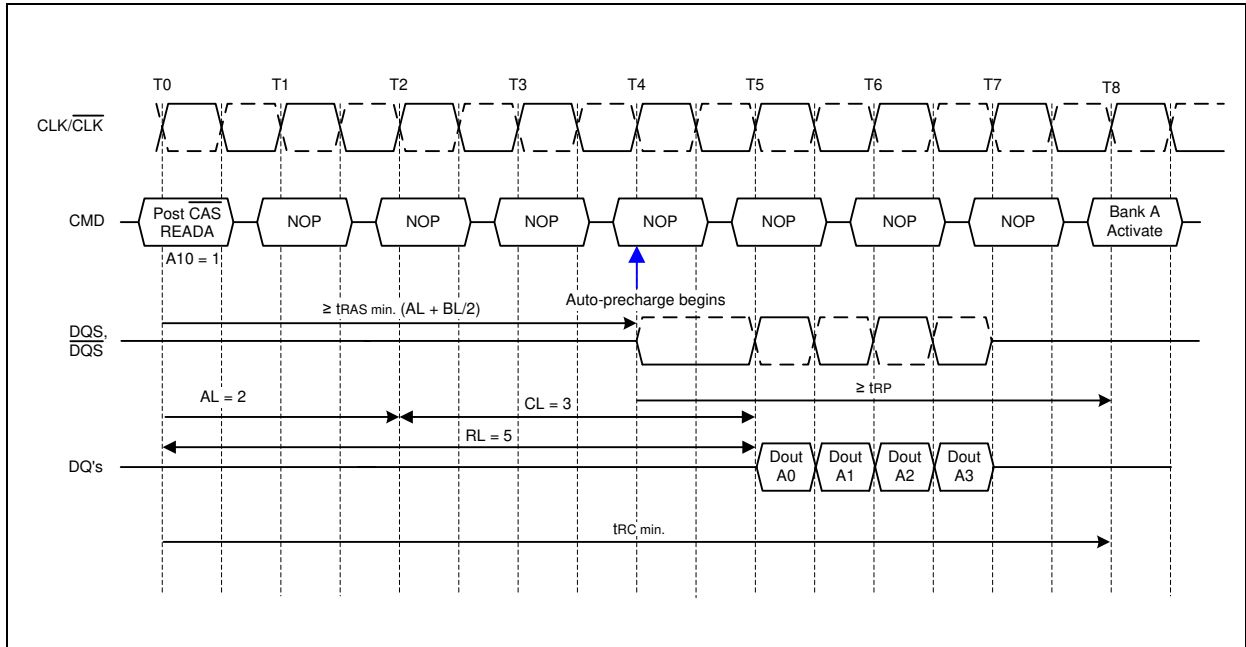 T0 T1 T2 T3 T4 T5 T6 T7 T8
CLK/CLK
CMD
Post CAS
READA
NOP NOP NOP NOP NOP NOP NOP
Bank A
Activate
A10 = 1
Auto-precharge begins
≥ tRAS min. (AL + BL/2)
DQS,
DQS
≥ tRP
AL = 2
CL = 3
RL = 5
DQ's
Dout
A0
Dout
A1
Dout
A2
Dout
A3
tRC min.